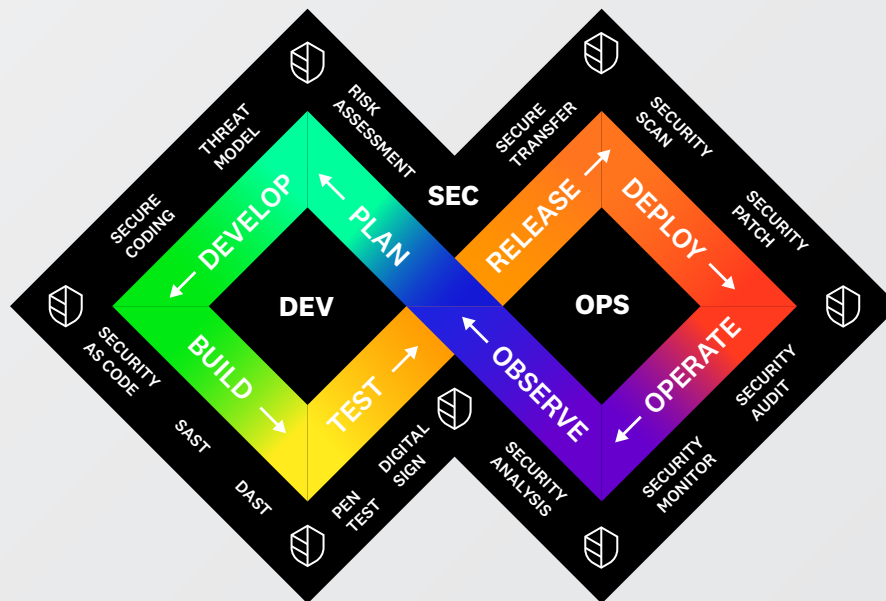 RISK
ASSESSMENT
THREAT
MODEL
SECURE
CODING
SECURITY
AS CODE
SAST
DAST
PEN
TEST
DIGITAL
SIGN
SEC
SECURE
TRANSFER
SECURITY
SCAN
SECURITY
PATCH
SECURITY
AUDIT
SECURITY
MONITOR
SECURITY
ANALYSIS
PLAN
DEVELOP
BUILD
TEST
DEV
RELEASE
DEPLOY
OPERATE
OBSERVE
OPS